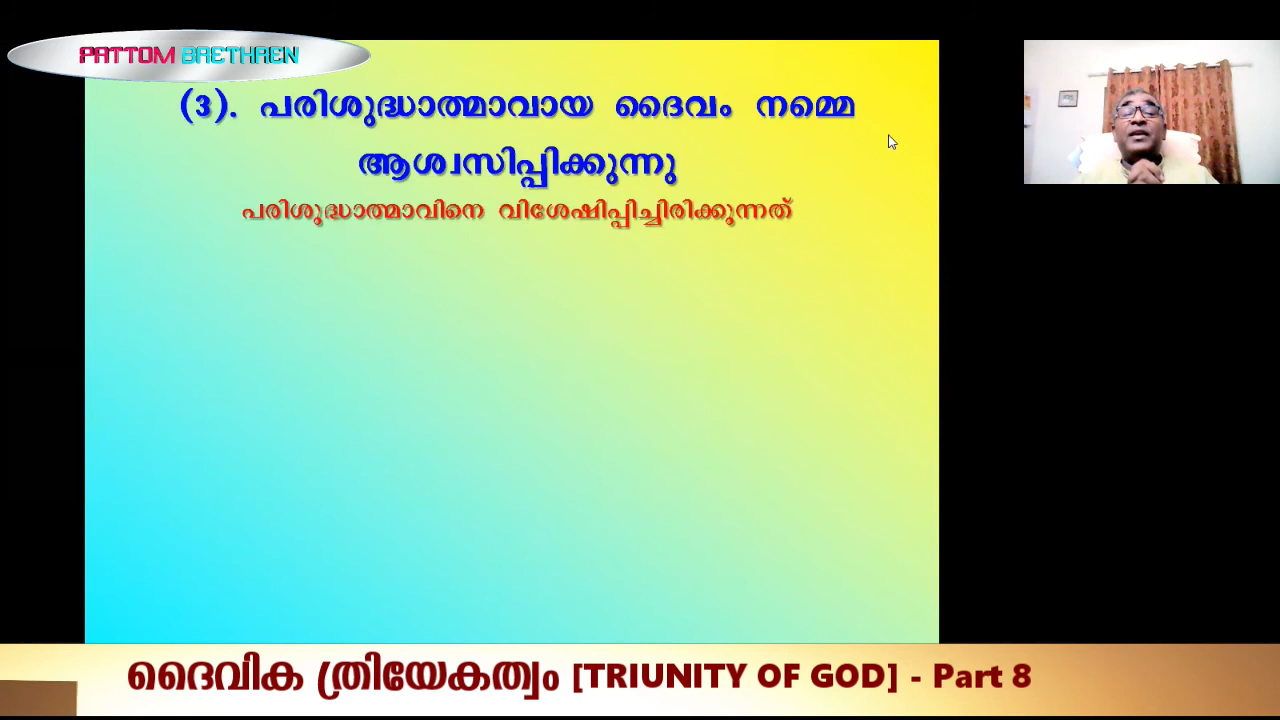 PATTOM BRETHREN
(3). പരിശുദ്ധാത്മാവായ ദൈവം നമ്മെ
ആശ്വസിപ്പിക്കുന്നു
പരിശുദ്ധാത്മാവിനെ വിശേഷിപ്പിച്ചിരിക്കുന്നത്
ദൈവിക ത്രിയേകത്വം [TRIUNITY OF GOD] - Part 8